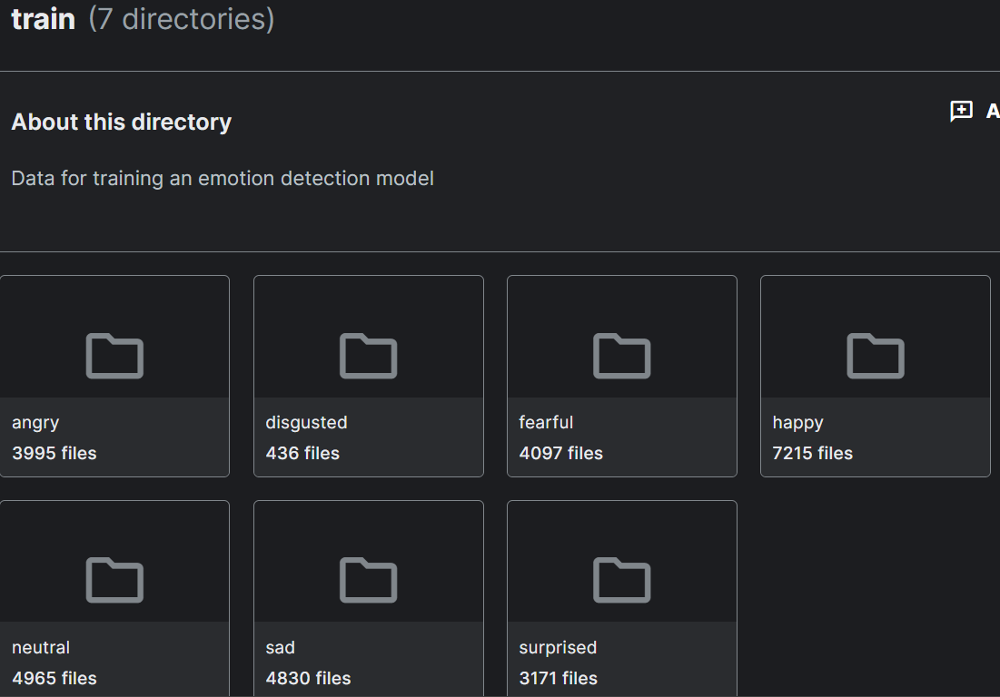 train (7 directories)
About this directory
A
Data for training an emotion detection model
angry
3995 files
disgusted
436 files
fearful
4097 files
happy
7215 files
neutral
4965 files
sad
4830 files
surprised
3171 files